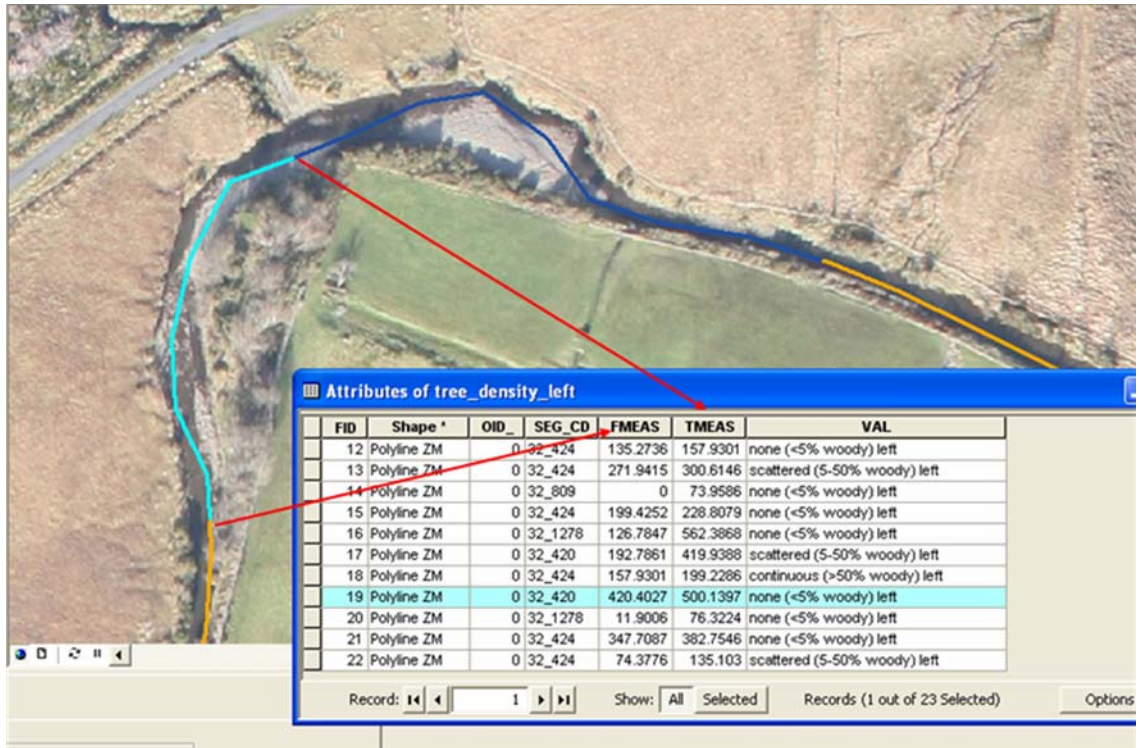 Attributes of tree_density_left
FID Shape * OID_ SEG_CD FMEAS TMEAS VAL
12 Polyline ZM 0 32_424 135.2736 157.9301 none (<5% woody) left
13 Polyline ZM 0 32_424 271.9415 300.6146 scattered (5-50% woody) left
14 Polyline ZM 0 32_809 0 73.9586 none (<5% woody) left
15 Polyline ZM 0 32_424 199.4252 228.8079 none (<5% woody) left
16 Polyline ZM 0 32_1278 126.7847 562.3868 none (<5% woody) left
17 Polyline ZM 0 32_420 192.7861 419.9388 scattered (5-50% woody) left
18 Polyline ZM 0 32_424 157.9301 199.2286 continuous (>50% woody) left
19 Polyline ZM 0 32_420 420.4027 500.1397 none (<5% woody) left
20 Polyline ZM 0 32_1278 11.9006 76.3224 none (<5% woody) left
21 Polyline ZM 0 32_424 347.7087 382.7546 none (<5% woody) left
22 Polyline ZM 0 32_424 74.3776 135.103 scattered (5-50% woody) left
Record: 1 Show: All Selected Records (1 out of 23 Selected) Options